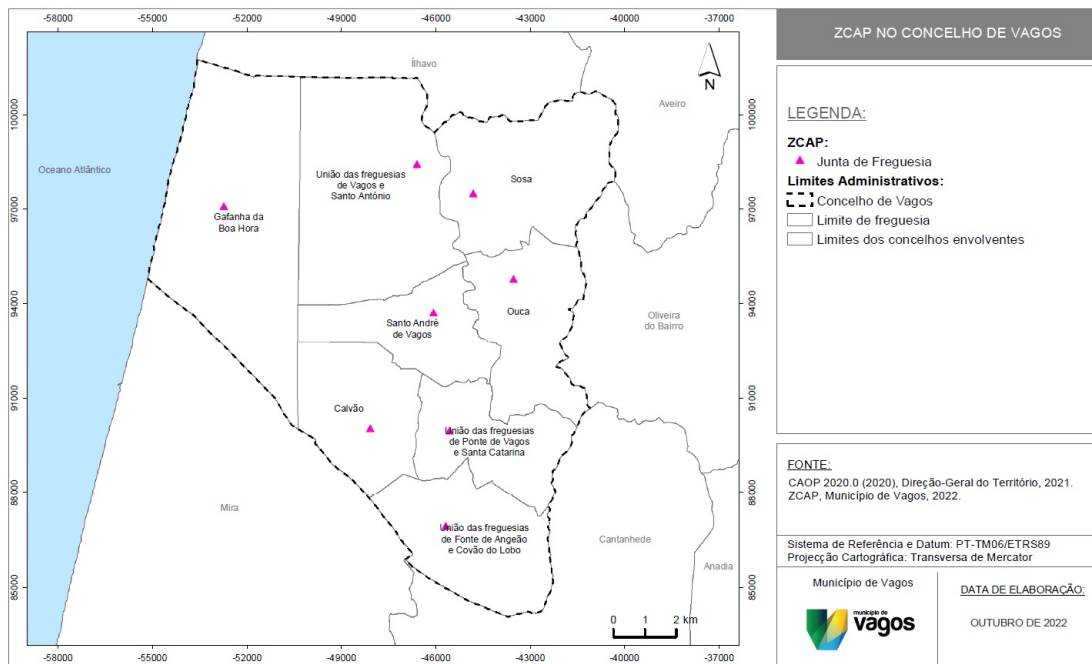 -58000 -55000 -52000 -49000 -46000 -43000 -40000 -37000
ZCAP NO CONCELHO DE VAGOS
Ílhavo
N
Aveiro
100000
100000
Oceano Atlântico
União das freguesias
de Vagos e
Santo António
Sosa
97000
97000
Gafanha da
Boa Hora
94000
94000
Ouca
Santo André
de Vagos
Oliveira
do Bairro
91000
91000
Calvão
União das freguesias
de Ponte de Vagos
e Santa Catarina
88000
88000
Mira
União das freguesias
de Fonte de Angeão
e Covão do Lobo
Cantanhede
Anadia
85000
85000
0 1 2 km
-58000 -55000 -52000 -49000 -46000 -43000 -40000 -37000
LEGENDA:
ZCAP:
Junta de Freguesia
Limites Administrativos:
Concelho de Vagos
Limite de freguesia
Limites dos concelhos envolventes
FONTE:
CAOP 2020.0 (2020), Direção-Geral do Território, 2021.
ZCAP, Município de Vagos, 2022.
Sistema de Referência e Datum: PT-TM06/ETRS89
Projecção Cartográfica: Transversa de Mercator
Município de Vagos
município de
vagos
DATA DE ELABORAÇÃO:
OUTUBRO DE 2022